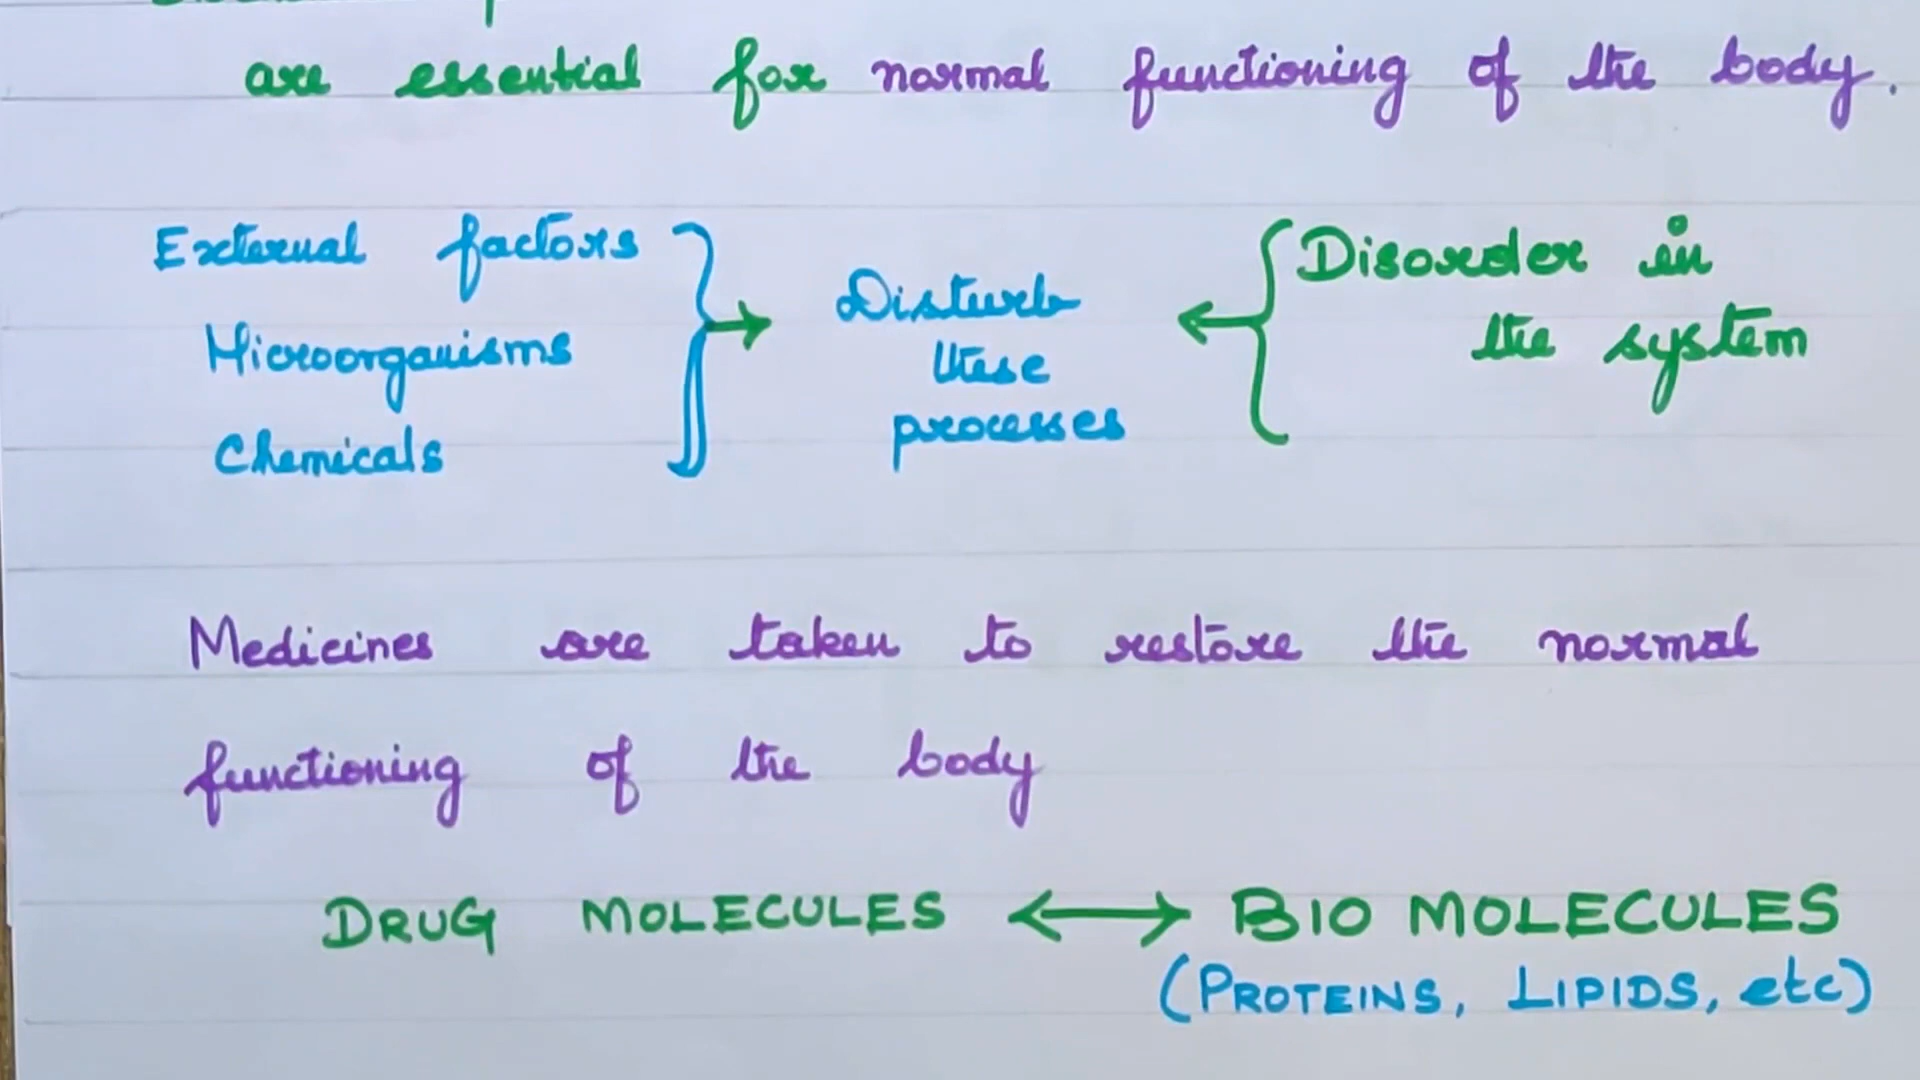 are essential for normal functioning of the body.
External factors
Microorganisms
Chemicals
Disturb
these
processes
Disorder in
the system
Medicines are taken to restore the normal
functioning of the body
DRUG MOLECULES ↔ BIO MOLECULES
(PROTEINS, LIPIDS, etc)